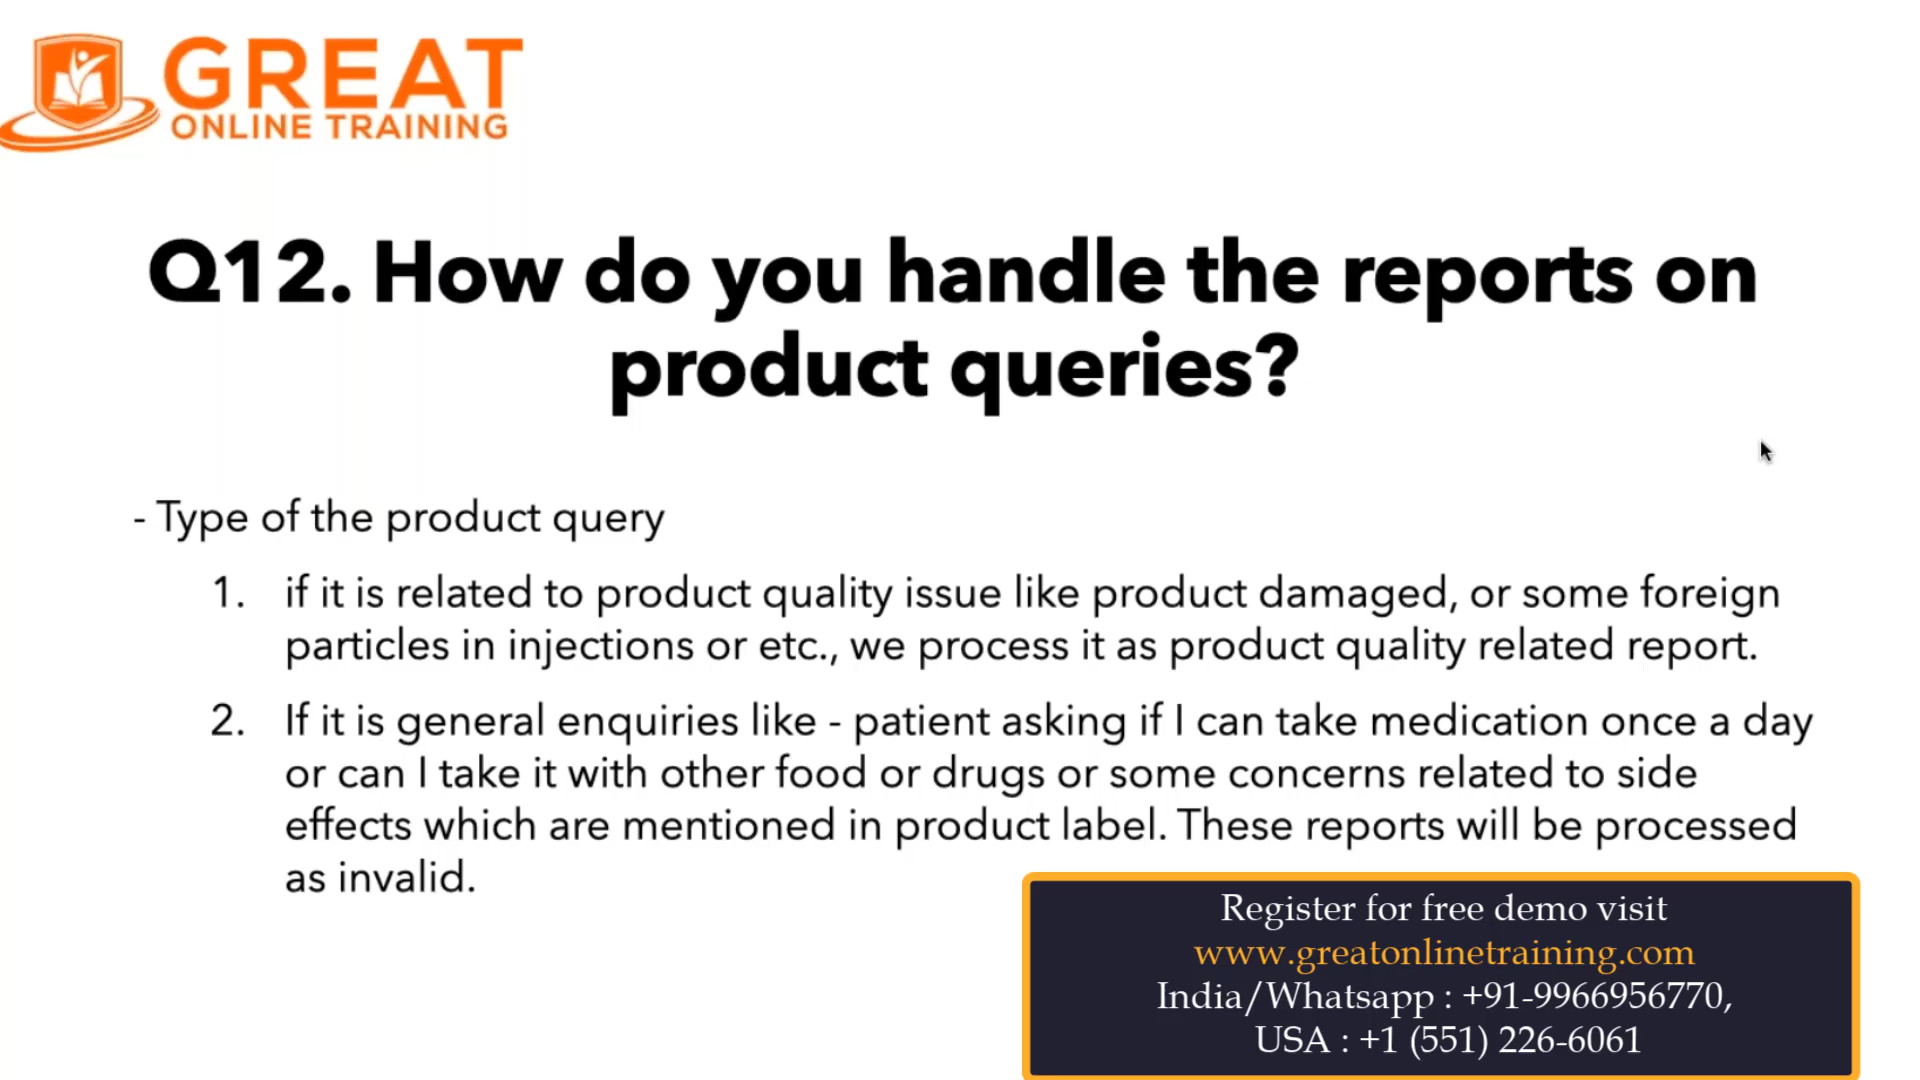 GREAT
ONLINE TRAINING
Q12. How do you handle the reports on
product queries?
- Type of the product query
1. if it is related to product quality issue like product damaged, or some foreign
particles in injections or etc., we process it as product quality related report.
2. If it is general enquiries like - patient asking if I can take medication once a day
or can I take it with other food or drugs or some concerns related to side
effects which are mentioned in product label. These reports will be processed
as invalid.
Register for free demo visit
www.greatonlinetraining.com
India/Whatsapp : +91-9966956770,
USA : +1 (551) 226-6061